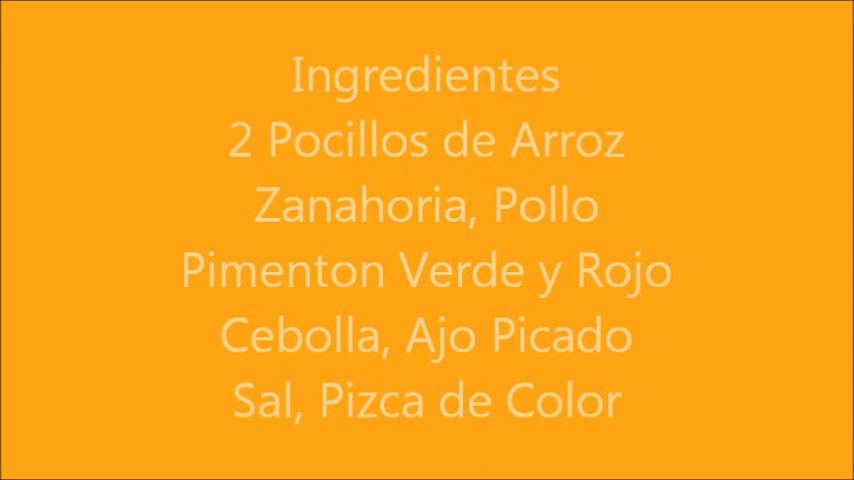 Ingredientes
2 Pocillos de Arroz
Zanahoria, Pollo
Pimenton Verde y Rojo
Cebolla, Ajo Picado
Sal, Pizca de Color